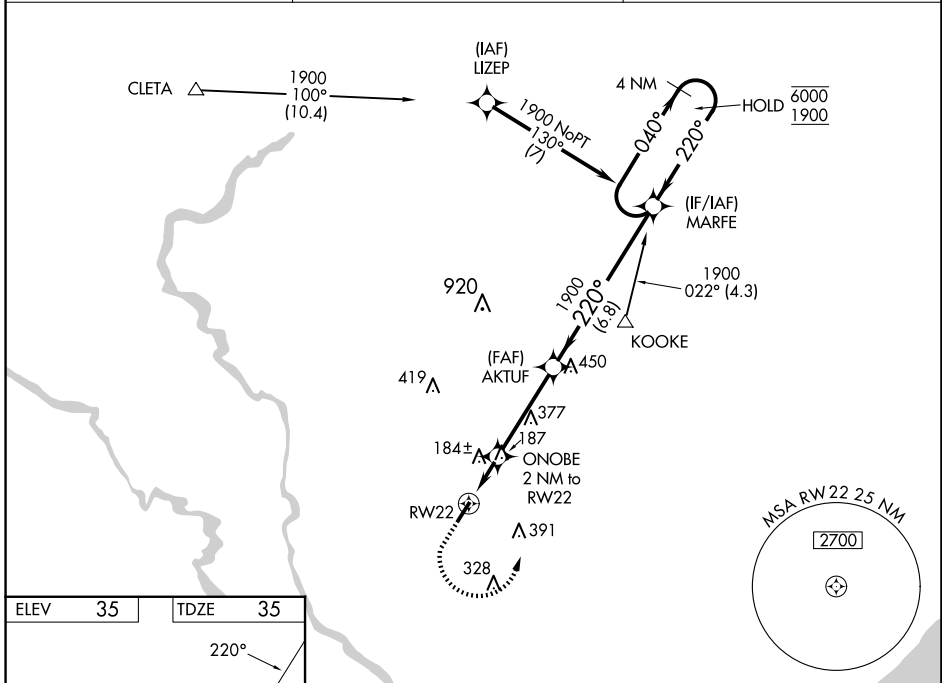 (IAF)
LIZEP
CLETA
1900
100°
(10.4)
4 NM
HOLD
6000
1900
1900 NoPT
130°
(7)
040°
220°
(IF/IAF)
MARFE
1900
022° (4.3)
KOOKE
1900
220°
(6.8)
920
(FAF)
AKTUF
450
419
377
187
184±
ONOBE
2 NM to
RW22
RW22
391
328
MSA RW22 25 NM
2700
ELEV 35
TDZE 35
220°